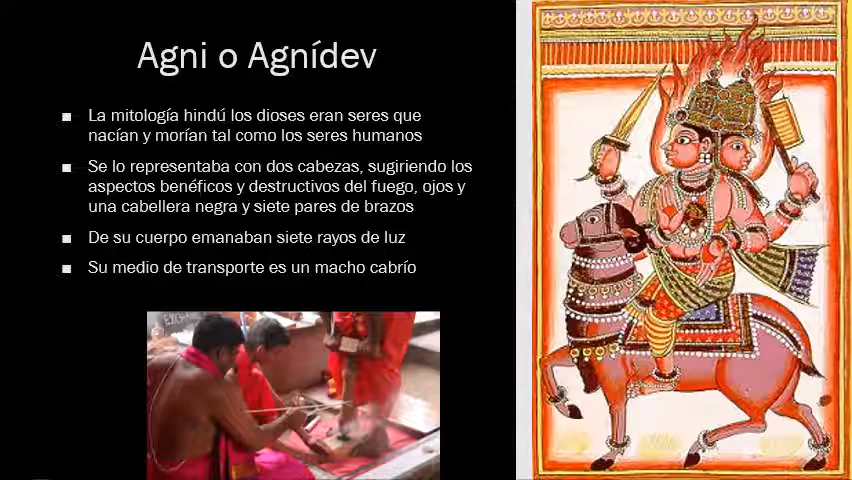 Agni o Agnídev
▪ La mitología hindú los dioses eran seres que
nacían y morían tal como los seres humanos
▪ Se lo representaba con dos cabezas, sugiriendo los
aspectos benéficos y destructivos del fuego, ojos y
una cabellera negra y siete pares de brazos
▪ De su cuerpo emanaban siete rayos de luz
▪ Su medio de transporte es un macho cabrío